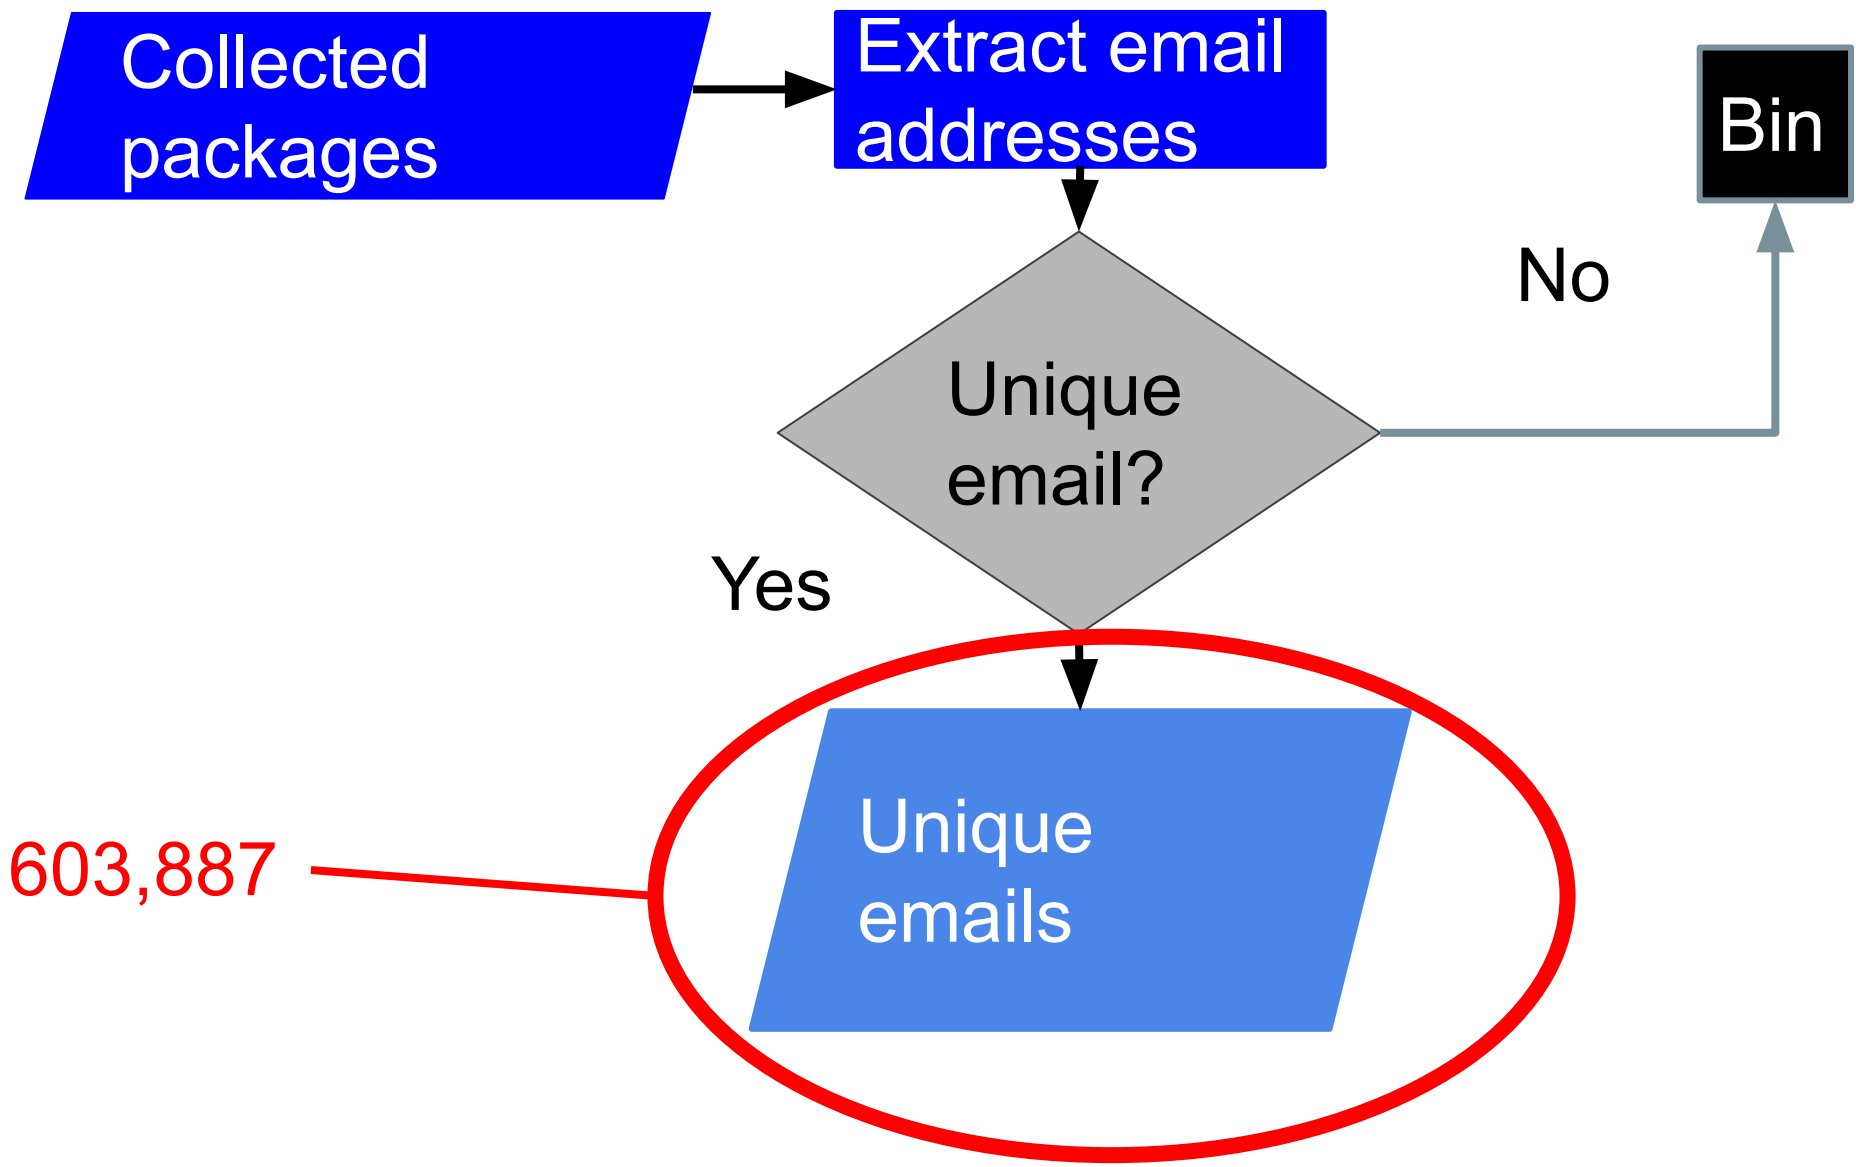 Collected
packages
Extract email
addresses
Bin
No
Unique
email?
Yes
Unique
emails
603,887